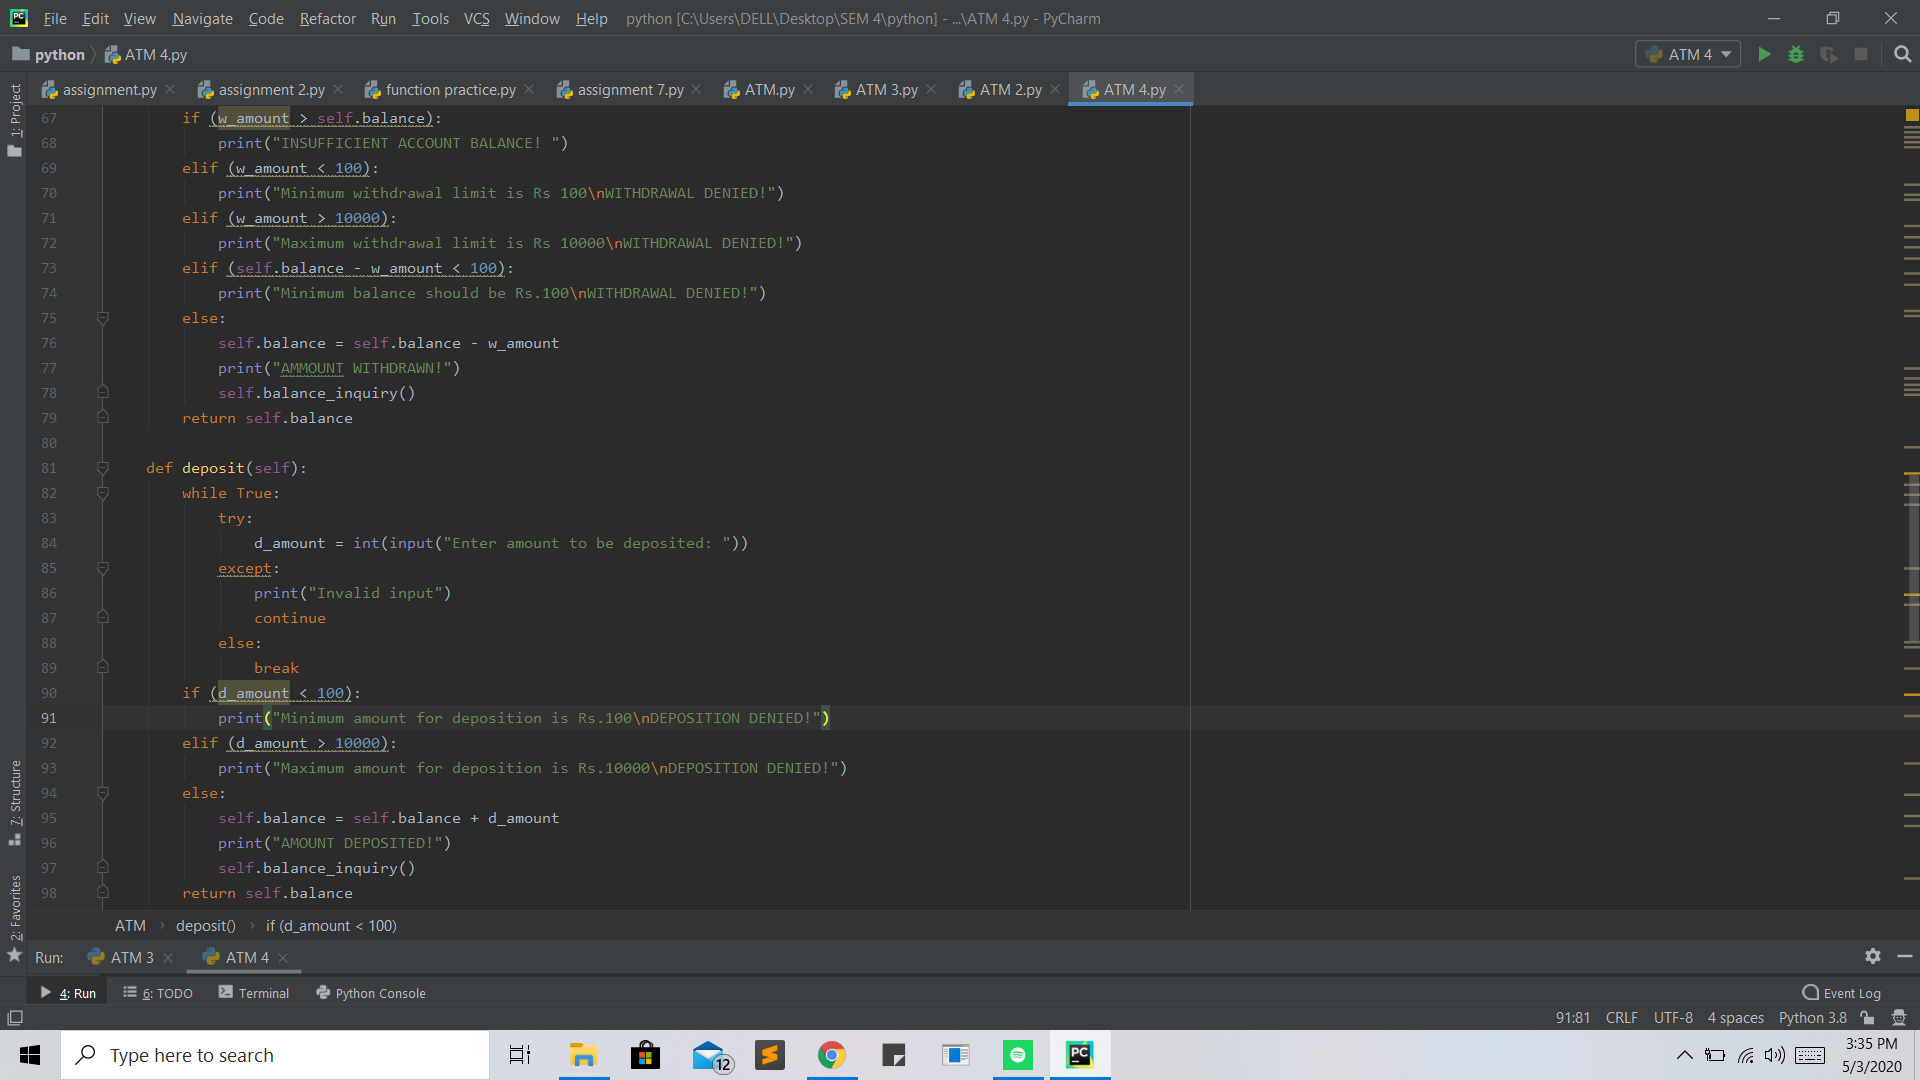 File Edit View Navigate Code Refactor Run Tools VCS Window Help python [C:\Users\DELL\Desktop\SEM 4\python] - ...\ATM 4.py - PyCharm
python ATM 4.py ATM 4
assignment.py assignment 2.py function practice.py assignment 7.py ATM.py ATM 3.py ATM 2.py ATM 4.py
1: Project
67 if (w_amount > self.balance):
68 print("INSUFFICIENT ACCOUNT BALANCE! ")
69 elif (w_amount < 100):
70 print("Minimum withdrawal limit is Rs 100\nWITHDRAWAL DENIED!")
71 elif (w_amount > 10000):
72 print("Maximum withdrawal limit is Rs 10000\nWITHDRAWAL DENIED!")
73 elif (self.balance - w_amount < 100):
74 print("Minimum balance should be Rs.100\nWITHDRAWAL DENIED!")
75 else:
76 self.balance = self.balance - w_amount
77 print("AMMOUNT WITHDRAWN!")
78 self.balance_inquiry()
79 return self.balance
80
81 def deposit(self):
82 while True:
83 try:
84 d_amount = int(input("Enter amount to be deposited: "))
85 except:
86 print("Invalid input")
87 continue
88 else:
89 break
90 if (d_amount < 100):
91 print("Minimum amount for deposition is Rs.100\nDEPOSITION DENIED!")
92 elif (d_amount > 10000):
93 print("Maximum amount for deposition is Rs.10000\nDEPOSITION DENIED!")
94 else:
95 self.balance = self.balance + d_amount
96 print("AMOUNT DEPOSITED!")
97 self.balance_inquiry()
98 return self.balance
7: Structure
2: Favorites
ATM deposit() if (d_amount < 100)
Run: ATM 3 ATM 4
4: Run 6: TODO Terminal Python Console Event Log
91:81 CRLF UTF-8 4 spaces Python 3.8
Type here to search 12 3:35 PM
5/3/2020